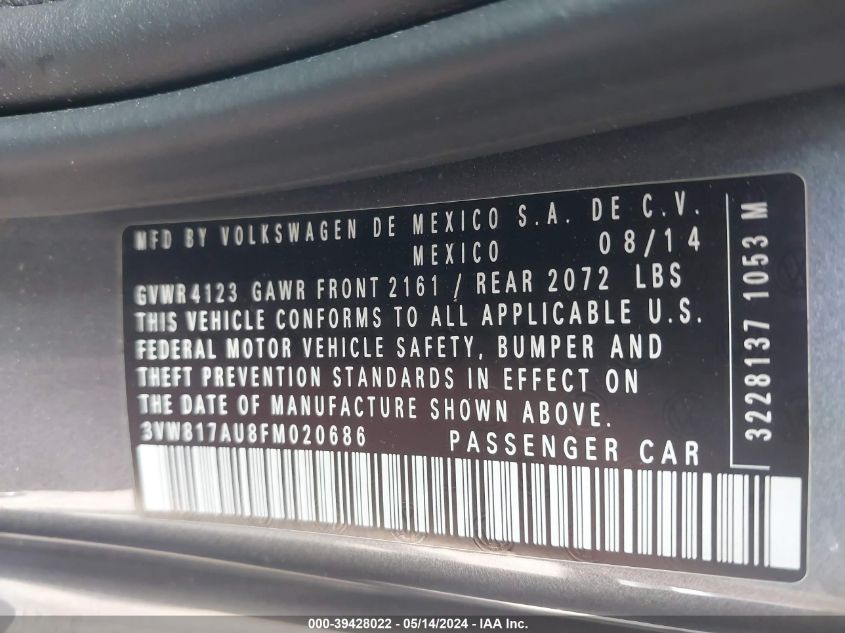 MFD BY VOLKSWAGEN DE MEXICO S.A. DE C.V.
MEXICO 08/14
GVWR 4123 GAWR FRONT 2161 / REAR 2072 LBS
THIS VEHICLE CONFORMS TO ALL APPLICABLE U.S.
FEDERAL MOTOR VEHICLE SAFETY, BUMPER AND
THEFT PREVENTION STANDARDS IN EFFECT ON
THE DATE OF MANUFACTURE SHOWN ABOVE.
3VW817AU8FM020686 PASSENGER CAR
3228137 1053 M
000-39428022 - 05/14/2024 - IAA Inc.